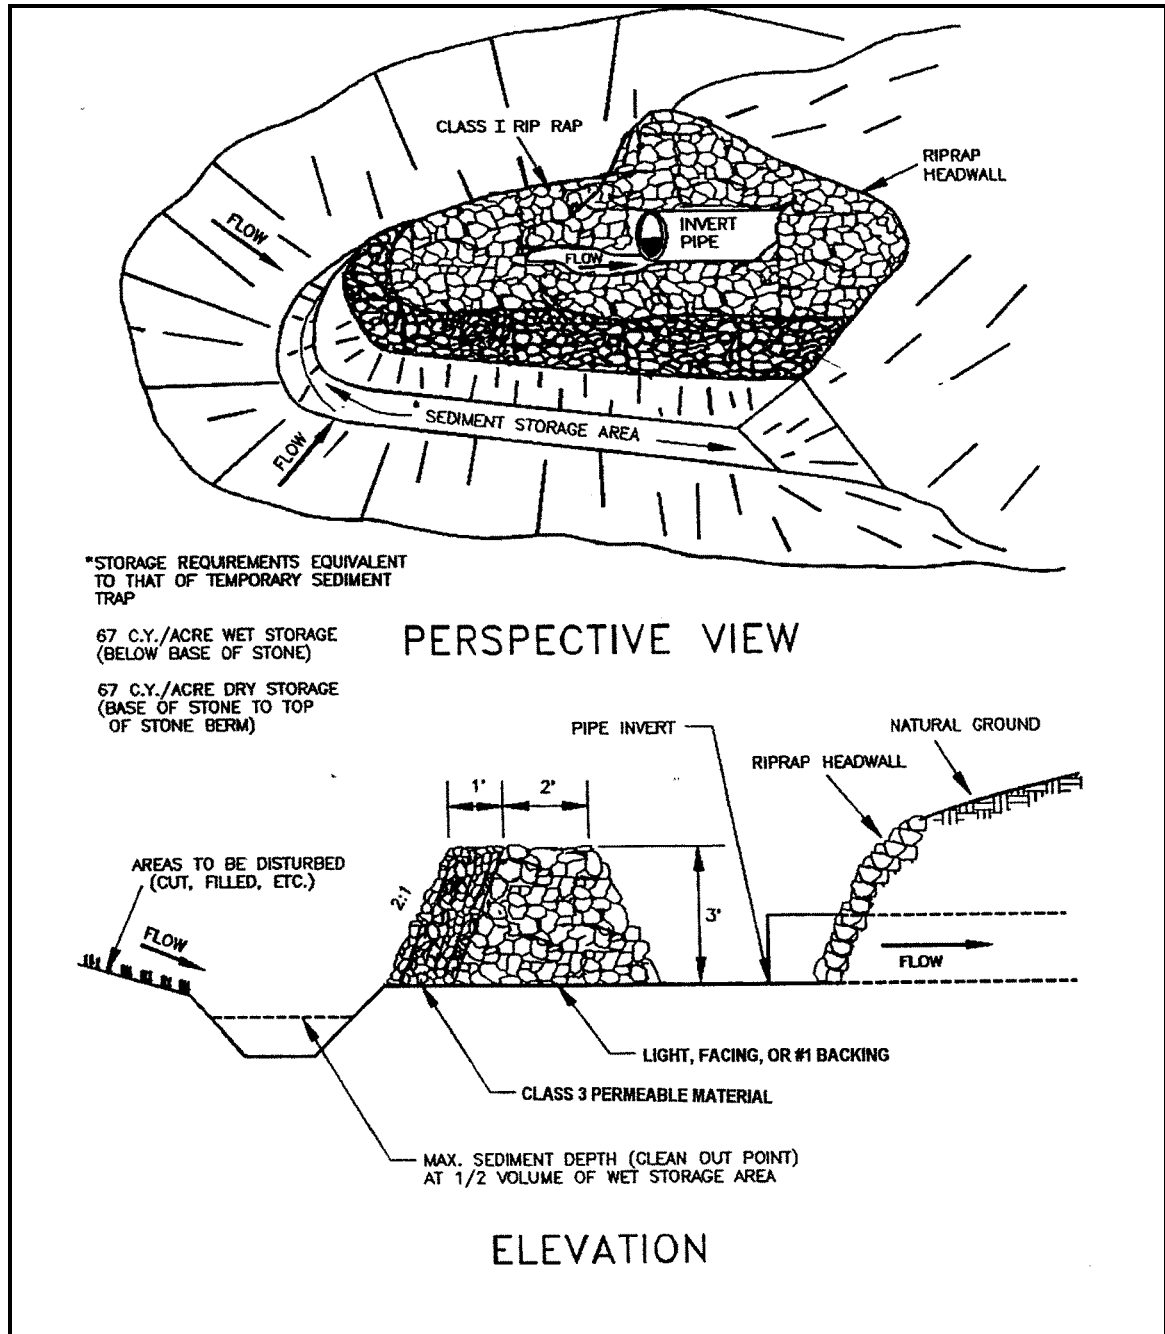 CLASS I RIP RAP
RIPRAP
HEADWALL
FLOW
INVERT
PIPE
FLOW
* SEDIMENT STORAGE AREA
FLOW
*STORAGE REQUIREMENTS EQUIVALENT
TO THAT OF TEMPORARY SEDIMENT
TRAP
67 C.Y./ACRE WET STORAGE
(BELOW BASE OF STONE)
67 C.Y./ACRE DRY STORAGE
(BASE OF STONE TO TOP
OF STONE BERM)
PERSPECTIVE VIEW
PIPE INVERT
NATURAL GROUND
RIPRAP HEADWALL
1'
2'
AREAS TO BE DISTURBED
(CUT, FILLED, ETC.)
2:1
3'
FLOW
FLOW
LIGHT, FACING, OR #1 BACKING
CLASS 3 PERMEABLE MATERIAL
MAX. SEDIMENT DEPTH (CLEAN OUT POINT)
AT 1/2 VOLUME OF WET STORAGE AREA
ELEVATION